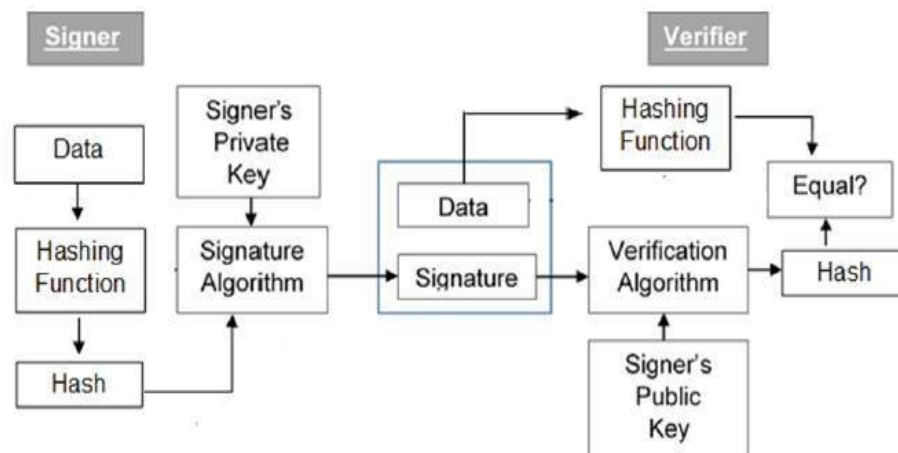 Signer
Verifier
Signer's
Private
Key
Data
Hashing
Function
Hash
Signature
Algorithm
Data
Signature
Hashing
Function
Equal?
Verification
Algorithm
Hash
Signer's
Public
Key